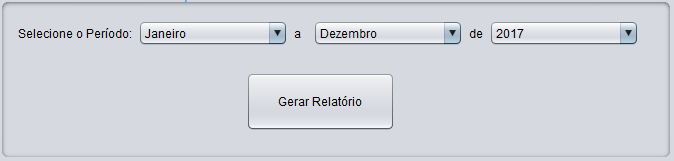 Selecione o Período: Janeiro a Dezembro de 2017
Gerar Relatório